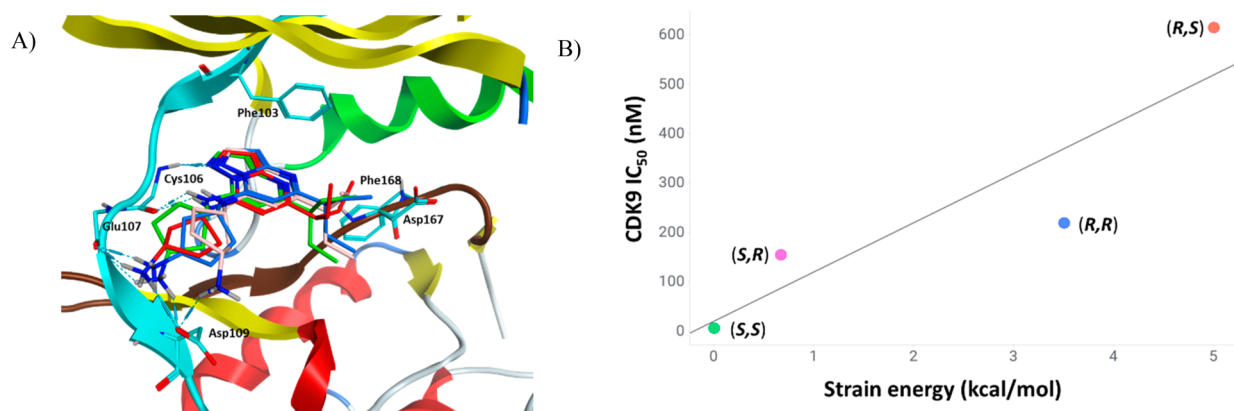 A)
Phe103
Cys106
Phe168
Glu107
Asp167
Asp109
B)
CDK9 IC50 (nM)
600
500
400
300
200
100
0
(R,S)
(R,R)
(S,R)
(S,S)
0 1 2 3 4 5
Strain energy (kcal/mol)